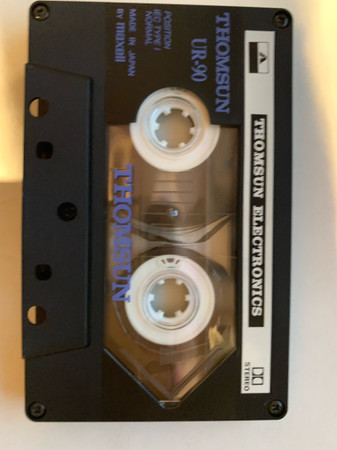 A
THOMSUN ELECTRONICS
STEREO
THOMSUN
UR·90
POSITION
IEC TYPE I
NORMAL
MADE IN JAPAN
BY maxell
THOMSUN